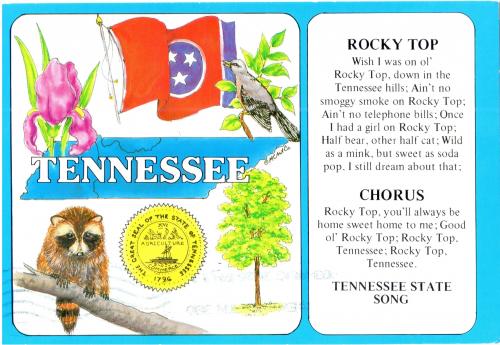 TENNESSEE
THE GREAT SEAL OF THE STATE OF TENNESSEE
XVI
AGRICULTURE
COMMERCE
1796
ROCKY TOP
Wish I was on ol'
Rocky Top, down in the
Tennessee hills; Ain't no
smoggy smoke on Rocky Top;
Ain't no telephone bills; Once
I had a girl on Rocky Top;
Half bear, other half cat; Wild
as a mink, but sweet as soda
pop, I still dream about that;
CHORUS
Rocky Top, you'll always be
home sweet home to me; Good
ol' Rocky Top; Rocky Top,
Tennessee; Rocky Top,
Tennessee.
TENNESSEE STATE
SONG